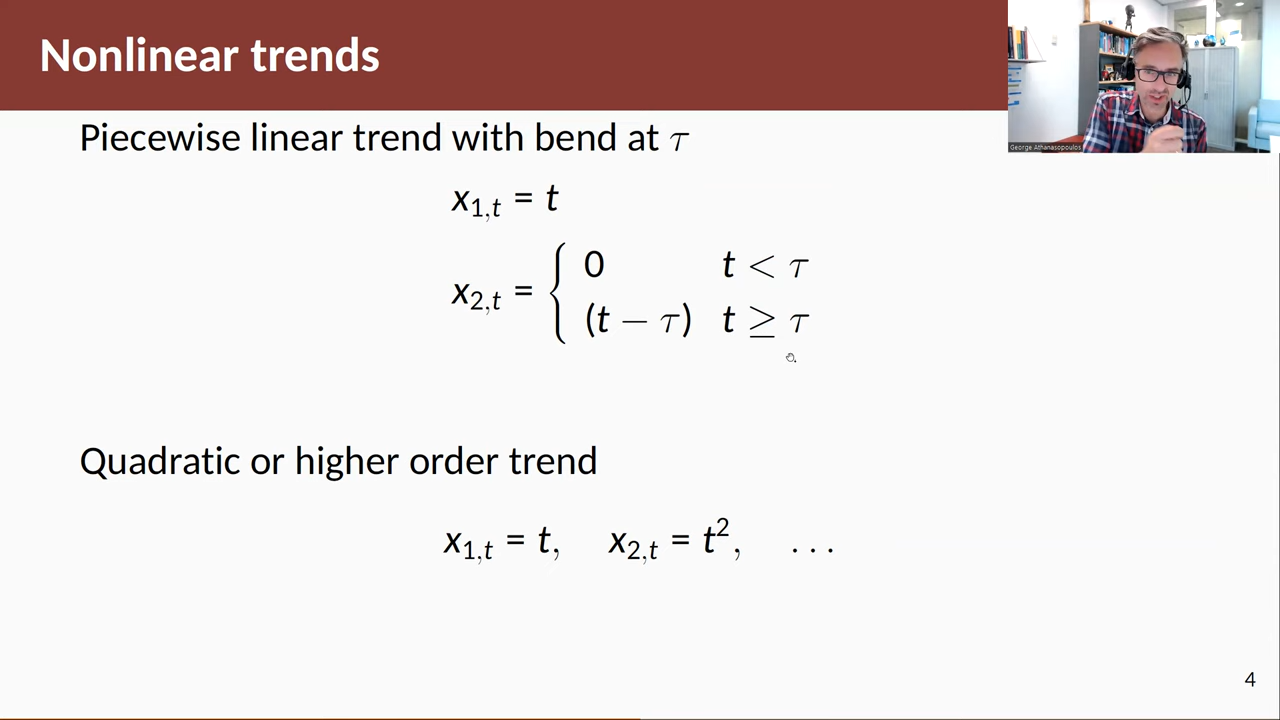 Nonlinear trends
George Athanasopoulos
Piecewise linear trend with bend at τ
x₁,ₜ = t
x₂,ₜ = { 0 t < τ
(t − τ) t ≥ τ
Quadratic or higher order trend
x₁,ₜ = t, x₂,ₜ = t², …
4